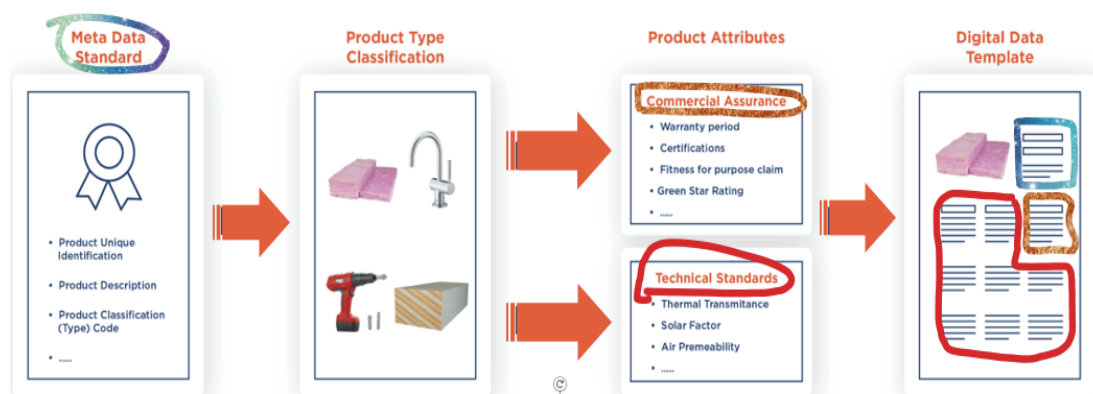 Meta Data
Standard
• Product Unique
Identification
• Product Description
• Product Classification
(Type) Code
• .....
Product Type
Classification
Product Attributes
Commercial Assurance
• Warranty period
• Certifications
• Fitness for purpose claim
• Green Star Rating
• .....
Technical Standards
• Thermal Transmitance
• Solar Factor
• Air Premeability
• .....
Digital Data
Template